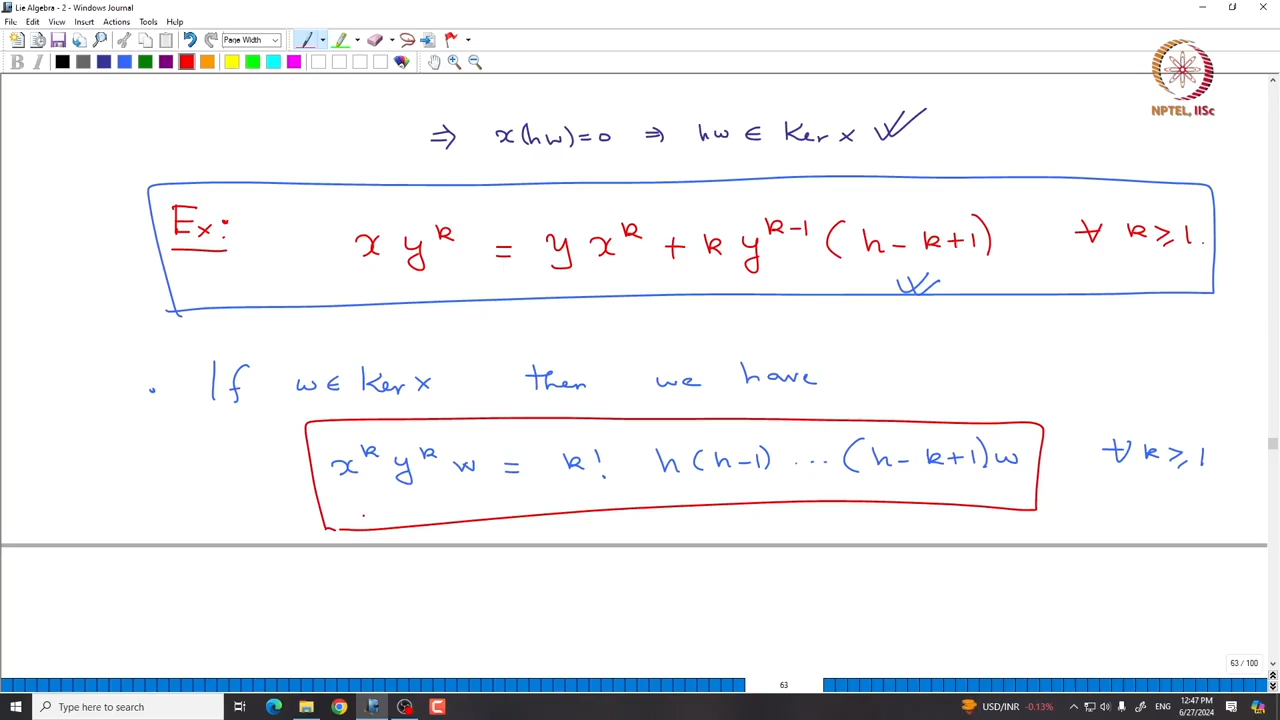 Lie Algebra - 2 - Windows Journal
File Edit View Insert Actions Tools Help
Page Width
B I
NPTEL, IISc
⇒ x(hw)=0 ⇒ hw ∈ Ker x
Ex: x y^k = y x^k + k y^{k-1} (h-k+1) ∀ k ≥ 1.
. If w ∈ Ker x then we have
x^k y^k w = k! h(h-1) ... (h-k+1)w ∀ k ≥ 1
63 / 100
63
Type here to search
USD/INR -0.13%
12:47 PM
6/27/2024